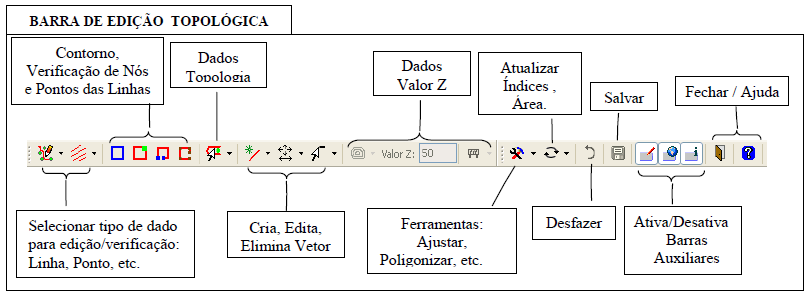 BARRA DE EDIÇÃO TOPOLÓGICA
Contorno,
Verificação de Nós
e Pontos das Linhas
Dados
Topologia
Dados
Valor Z
Atualizar
Índices ,
Área.
Salvar
Fechar / Ajuda
Valor Z: 50
Selecionar tipo de dado
para edição/verificação:
Linha, Ponto, etc.
Cria, Edita,
Elimina Vetor
Ferramentas:
Ajustar,
Poligonizar, etc.
Desfazer
Ativa/Desativa
Barras
Auxiliares